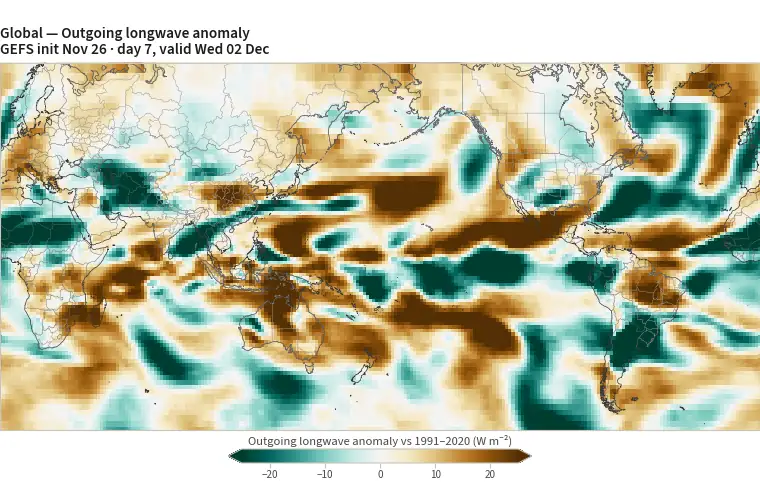 Global — Outgoing longwave anomaly
GEFS init Nov 26 · day 7, valid Wed 02 Dec
Outgoing longwave anomaly vs 1991–2020 (W m⁻²)
−20 −10 0 10 20